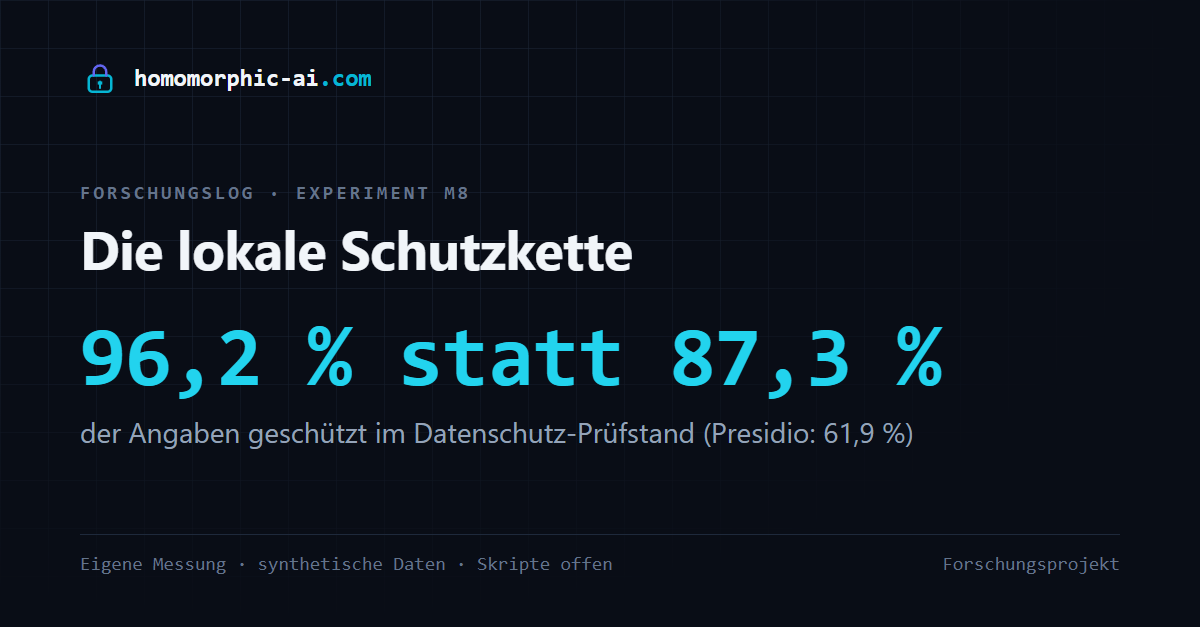 homomorphic-ai.com
FORSCHUNGSLOG · EXPERIMENT M8
Die lokale Schutzkette
96,2 % statt 87,3 %
der Angaben geschützt im Datenschutz-Prüfstand (Presidio: 61,9 %)
Eigene Messung · synthetische Daten · Skripte offen
Forschungsprojekt